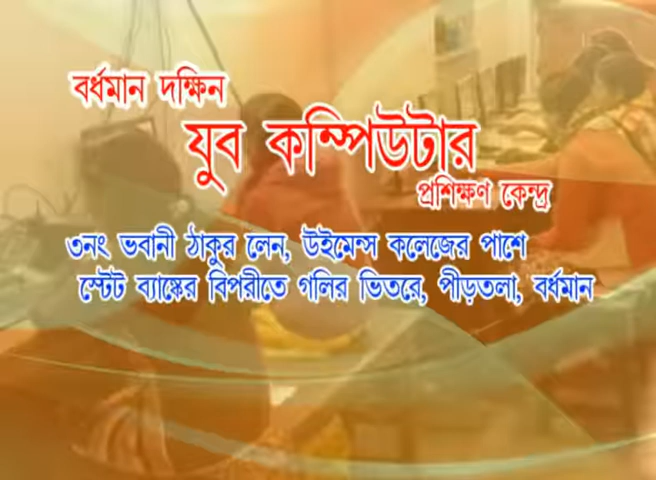 বর্ধমান দক্ষিন
যুব কম্পিউটার
প্রশিক্ষণ কেন্দ্র
৩নং ভবানী ঠাকুর লেন, উইমেন্স কলেজের পাশে
স্টেট ব্যাঙ্কের বিপরীতে গলির ভিতরে, পীড়তলা, বর্ধমান